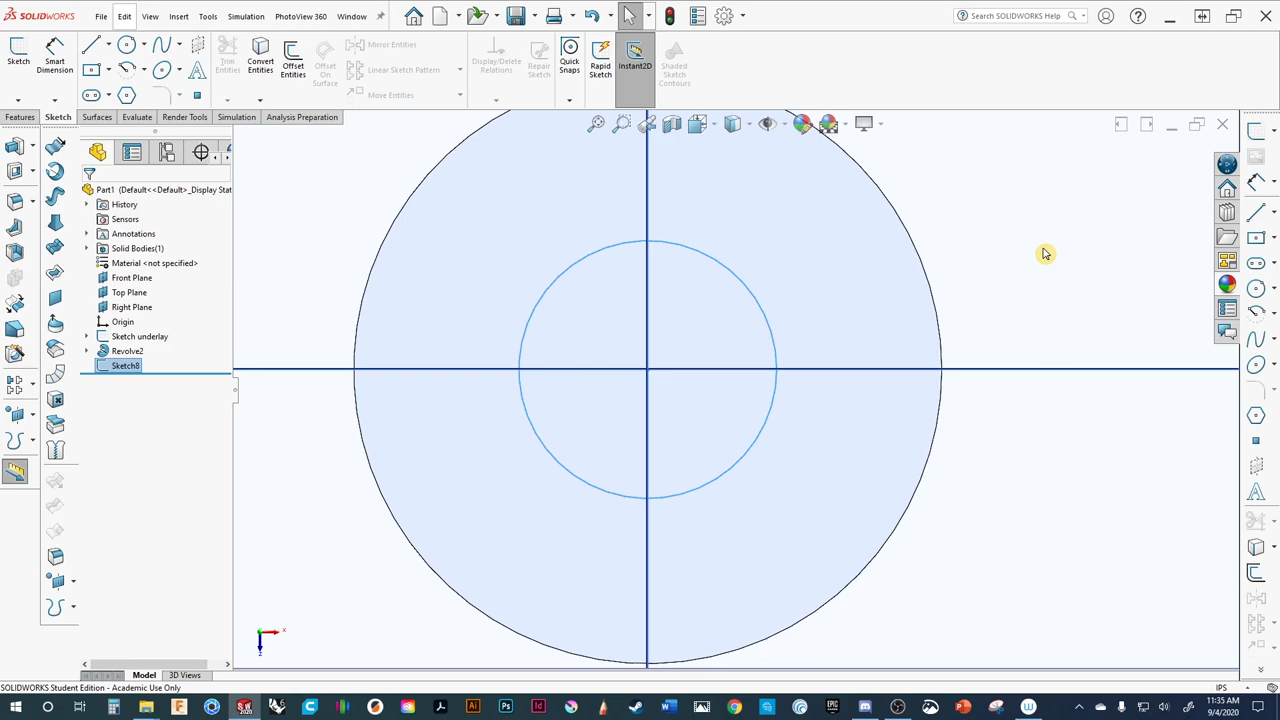 SOLIDWORKS
File
Edit
View
Insert
Tools
Simulation
PhotoView 360
Window
Search SOLIDWORKS Help
Sketch
Smart Dimension
Trim Entities
Convert Entities
Offset Entities
Offset On Surface
Mirror Entities
Linear Sketch Pattern
Move Entities
Display/Delete Relations
Repair Sketch
Quick Snaps
Rapid Sketch
Instant2D
Shaded Sketch Contours
Features
Sketch
Surfaces
Evaluate
Render Tools
Simulation
Analysis Preparation
Part1 (Default<<Default>_Display Stat
History
Sensors
Annotations
Solid Bodies(1)
Material <not specified>
Front Plane
Top Plane
Right Plane
Origin
Sketch underlay
Revolve2
Sketch8
x
z
Model
3D Views
SOLIDWORKS Student Edition - Academic Use Only
IPS
11:35 AM
9/4/2020